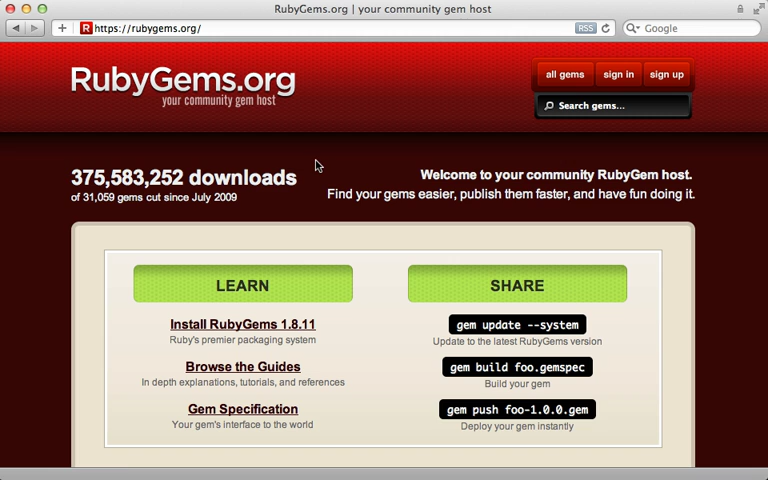 RubyGems.org | your community gem host
https://rubygems.org/
RSS
Google
RubyGems.org
your community gem host
all gems
sign in
sign up
Search gems...
375,583,252 downloads
of 31,059 gems cut since July 2009
Welcome to your community RubyGem host.
Find your gems easier, publish them faster, and have fun doing it.
LEARN
Install RubyGems 1.8.11
Ruby's premier packaging system
Browse the Guides
In depth explanations, tutorials, and references
Gem Specification
Your gem's interface to the world
SHARE
gem update --system
Update to the latest RubyGems version
gem build foo.gemspec
Build your gem
gem push foo-1.0.0.gem
Deploy your gem instantly